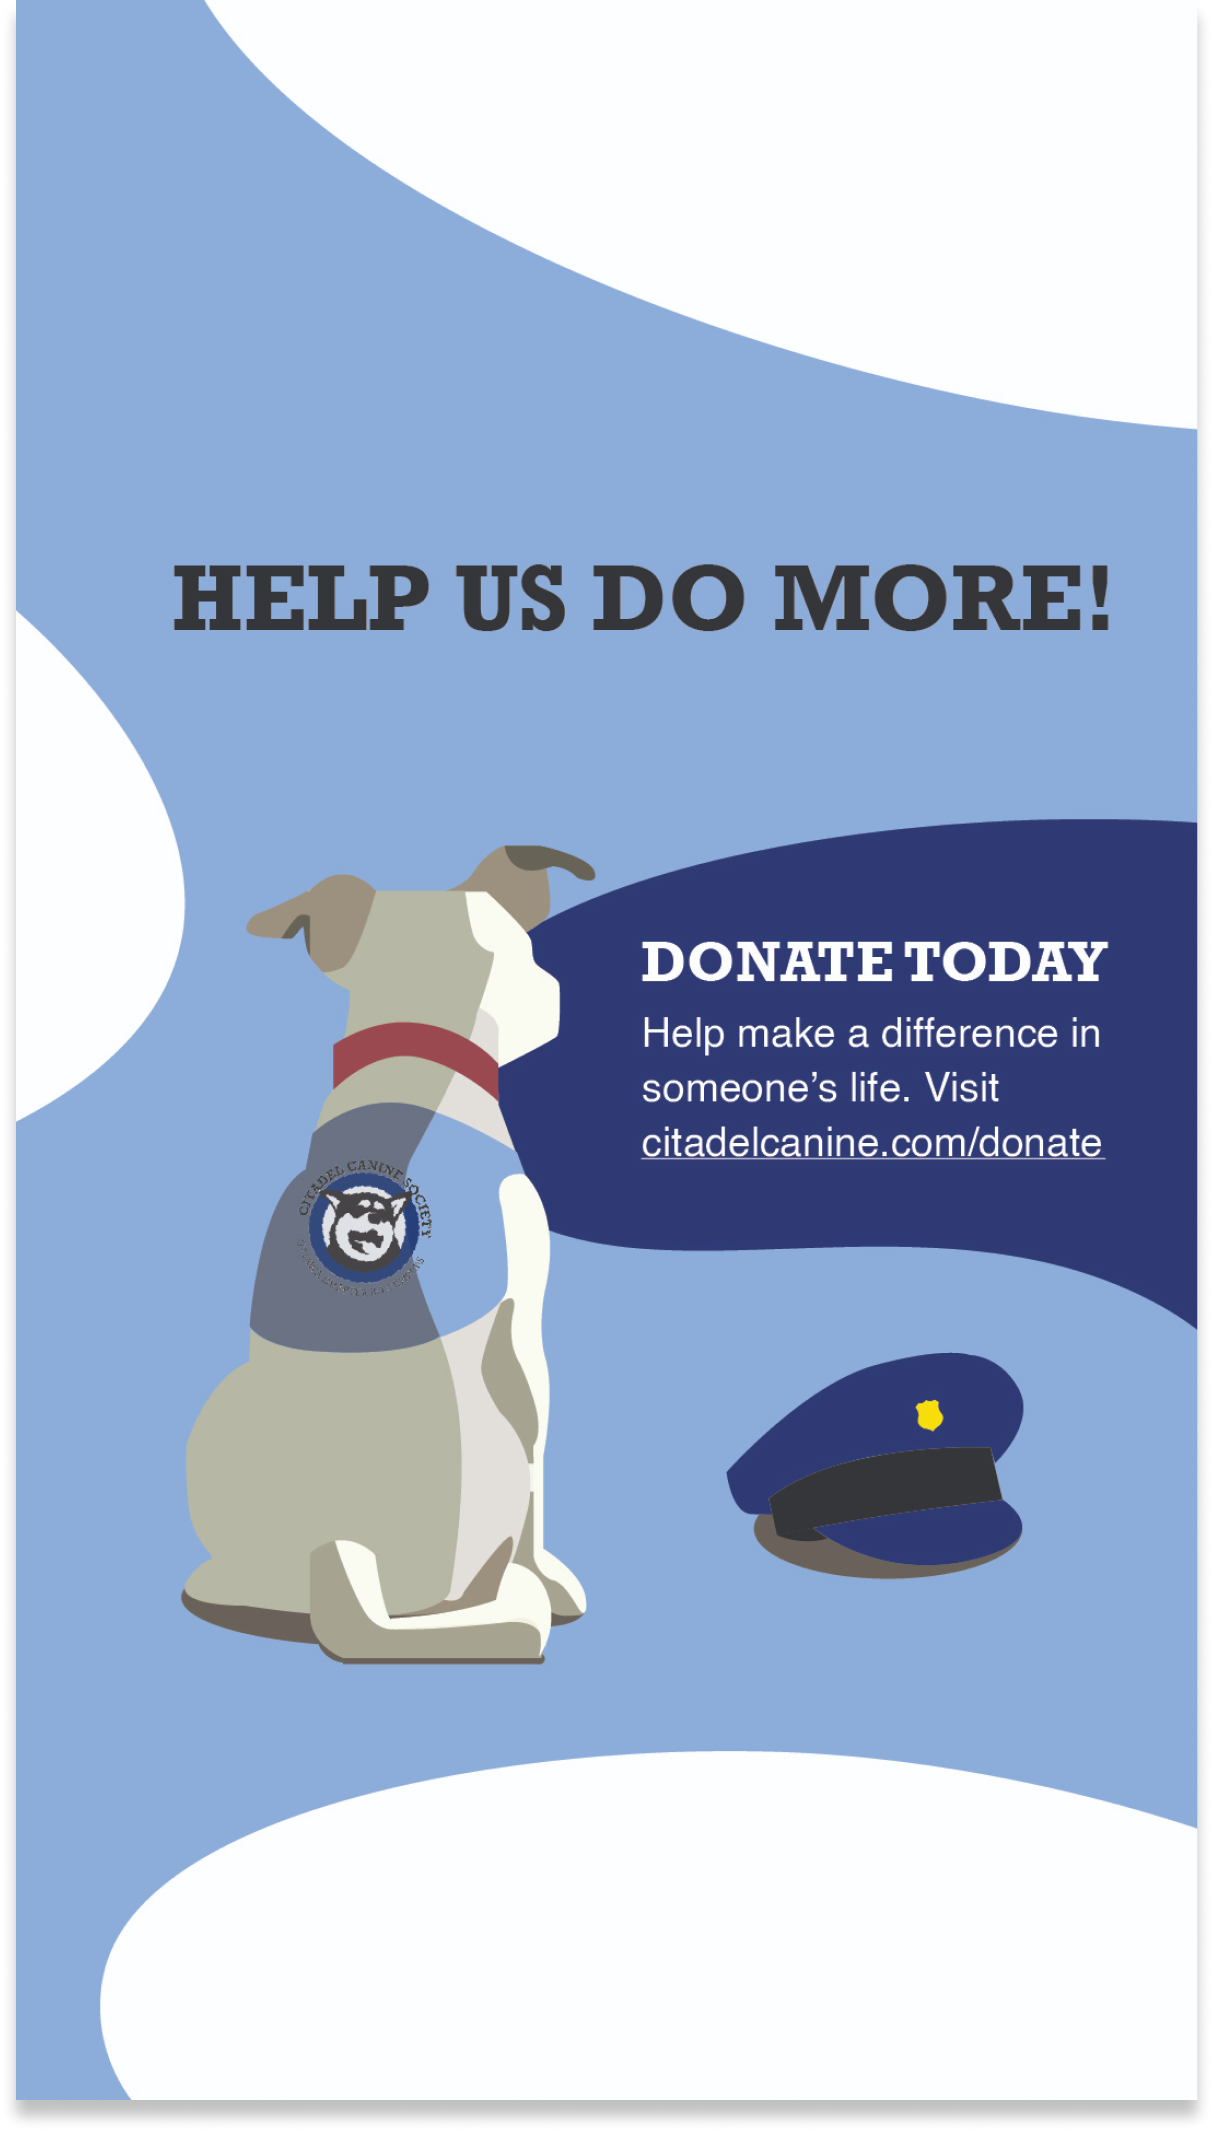 HELP US DO MORE!
DONATE TODAY
Help make a difference in
someone’s life. Visit
citadelcanine.com/donate
CITADEL CANINE SOCIETY